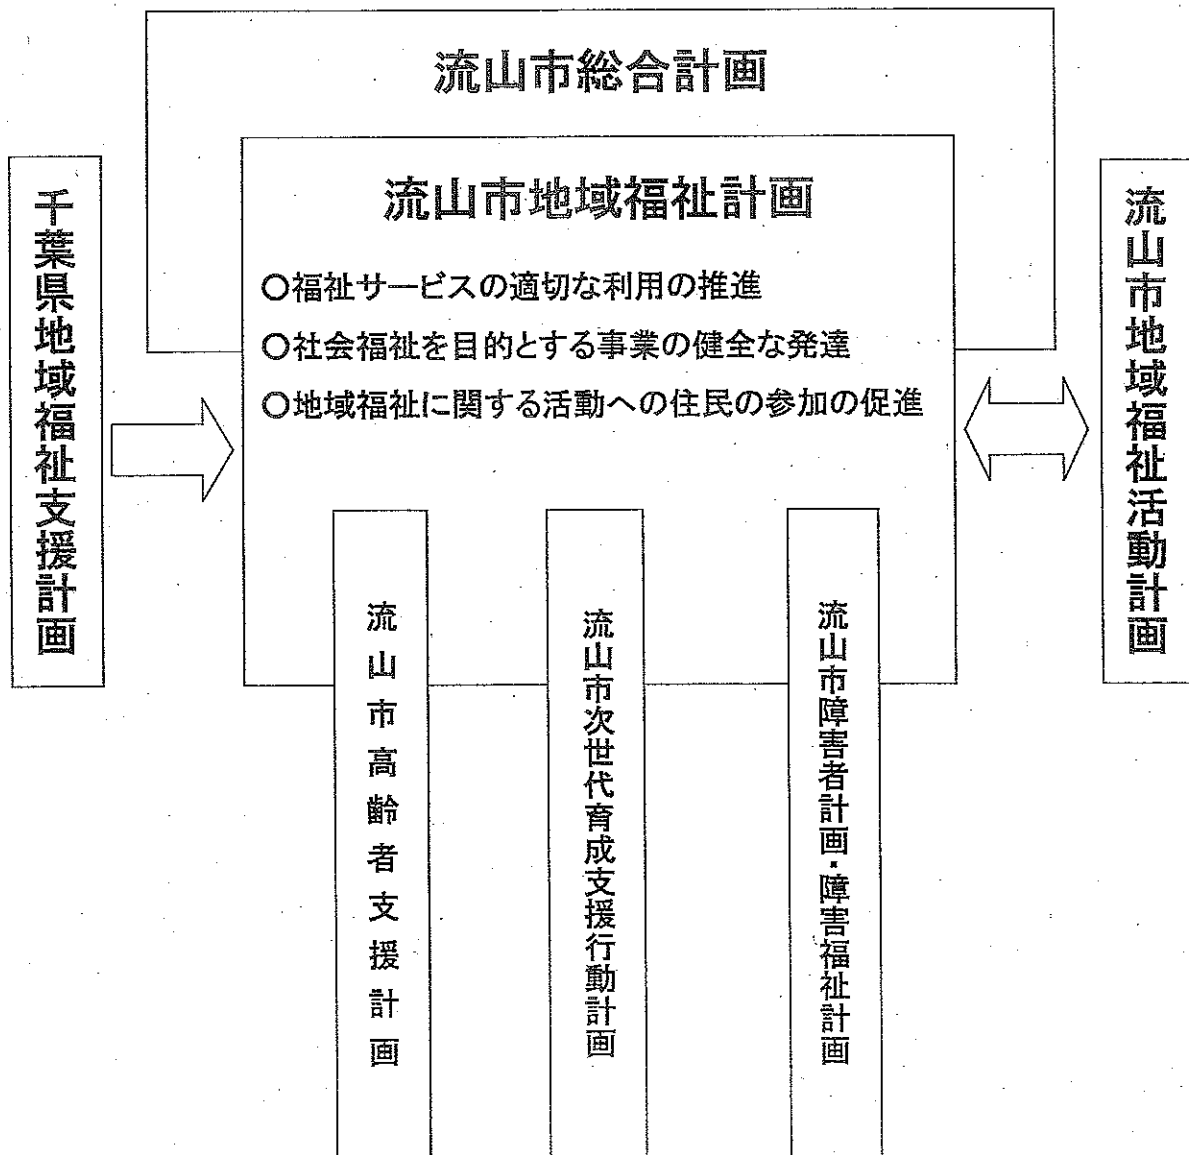 流山市総合計画
千葉県地域福祉支援計画
流山市地域福祉計画
○福祉サービスの適切な利用の推進
○社会福祉を目的とする事業の健全な発達
○地域福祉に関する活動への住民の参加の促進
流山市地域福祉活動計画
流山市高齢者支援計画
流山市次世代育成支援行動計画
流山市障害者計画・障害福祉計画